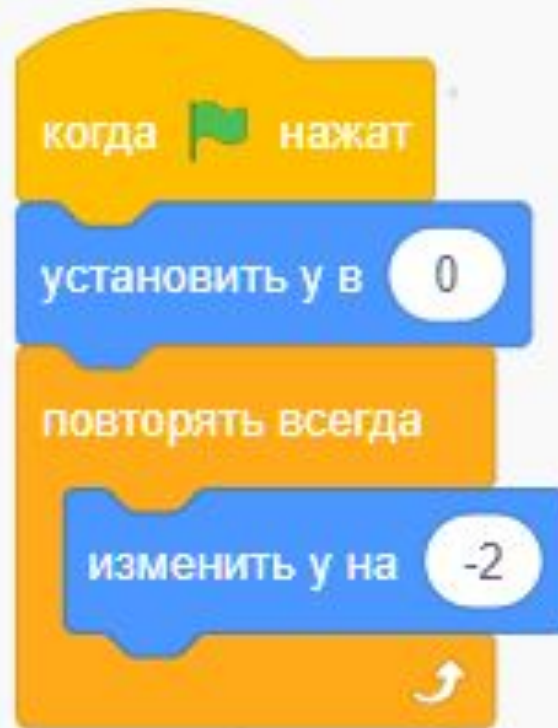 когда нажат
установить y в 0
повторять всегда
изменить y на -2